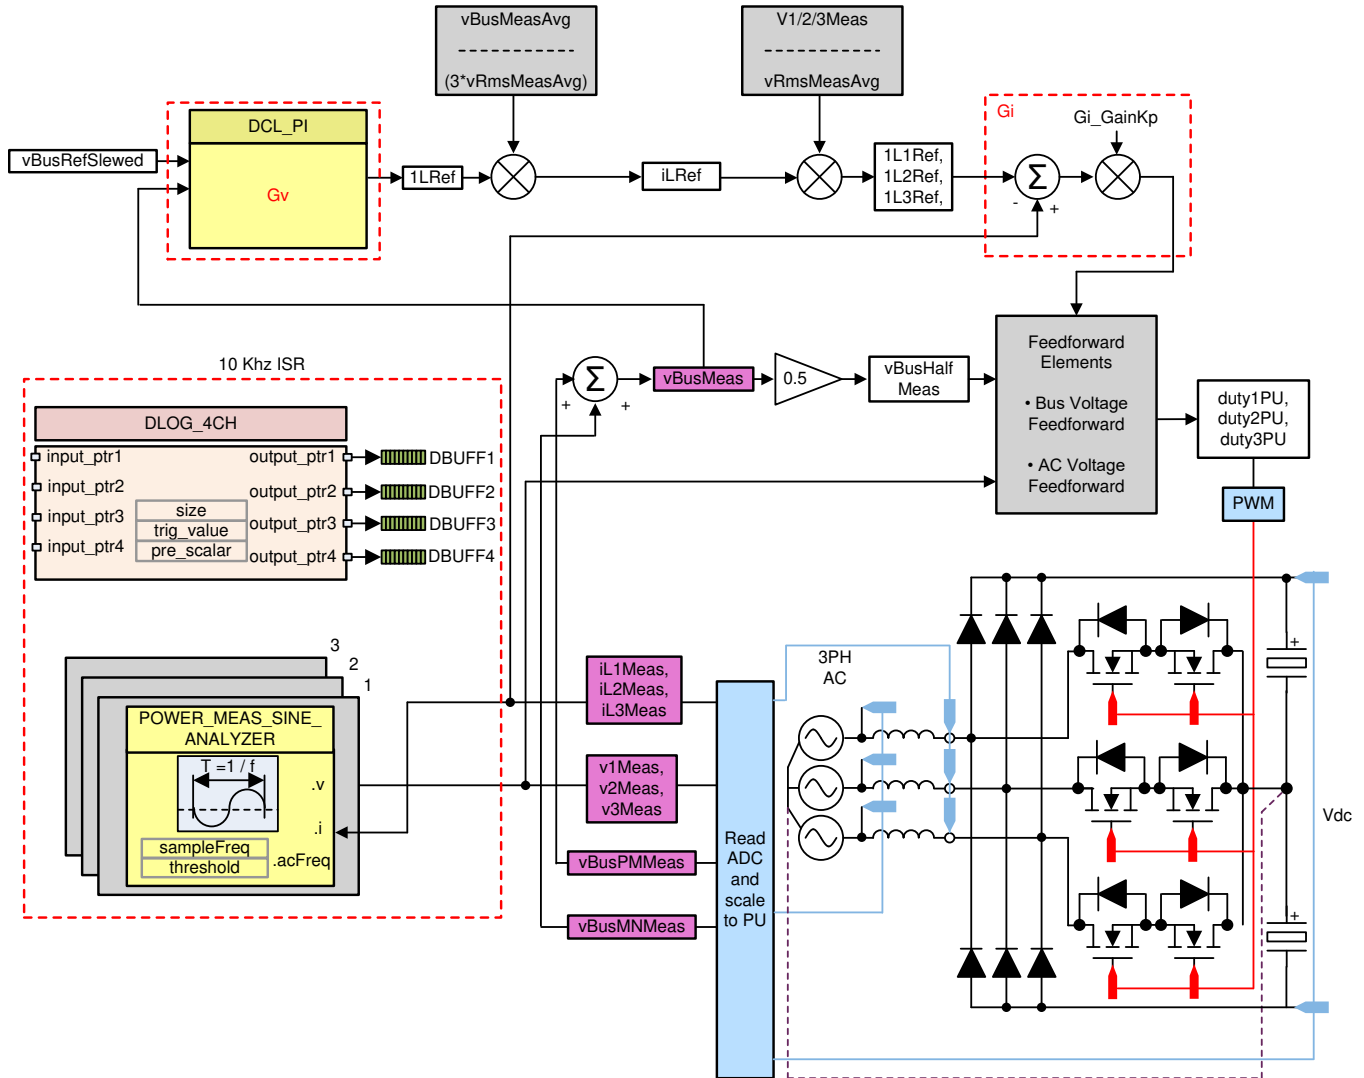 vBusMeasAvg
(3*vRmsMeasAvg)
V1/2/3Meas
vRmsMeasAvg
vBusRefSlewed
DCL_PI
Gv
1LRef
iLRef
1L1Ref,
1L2Ref,
1L3Ref,
Gi
Gi_GainKp
Σ
-
+
10 Khz ISR
DLOG_4CH
input_ptr1
input_ptr2
input_ptr3
input_ptr4
size
trig_value
pre_scalar
output_ptr1
output_ptr2
output_ptr3
output_ptr4
DBUFF1
DBUFF2
DBUFF3
DBUFF4
Σ
+
+
vBusMeas
0.5
vBusHalf
Meas
Feedforward
Elements
• Bus Voltage
Feedforward
• AC Voltage
Feedforward
duty1PU,
duty2PU,
duty3PU
PWM
3
2
1
POWER_MEAS_SINE_
ANALYZER
T =1 / f
.v
.i
.acFreq
sampleFreq
threshold
iL1Meas,
iL2Meas,
iL3Meas
v1Meas,
v2Meas,
v3Meas
vBusPMMeas
vBusMNMeas
Read
ADC
and
scale
to PU
3PH
AC
+
+
Vdc